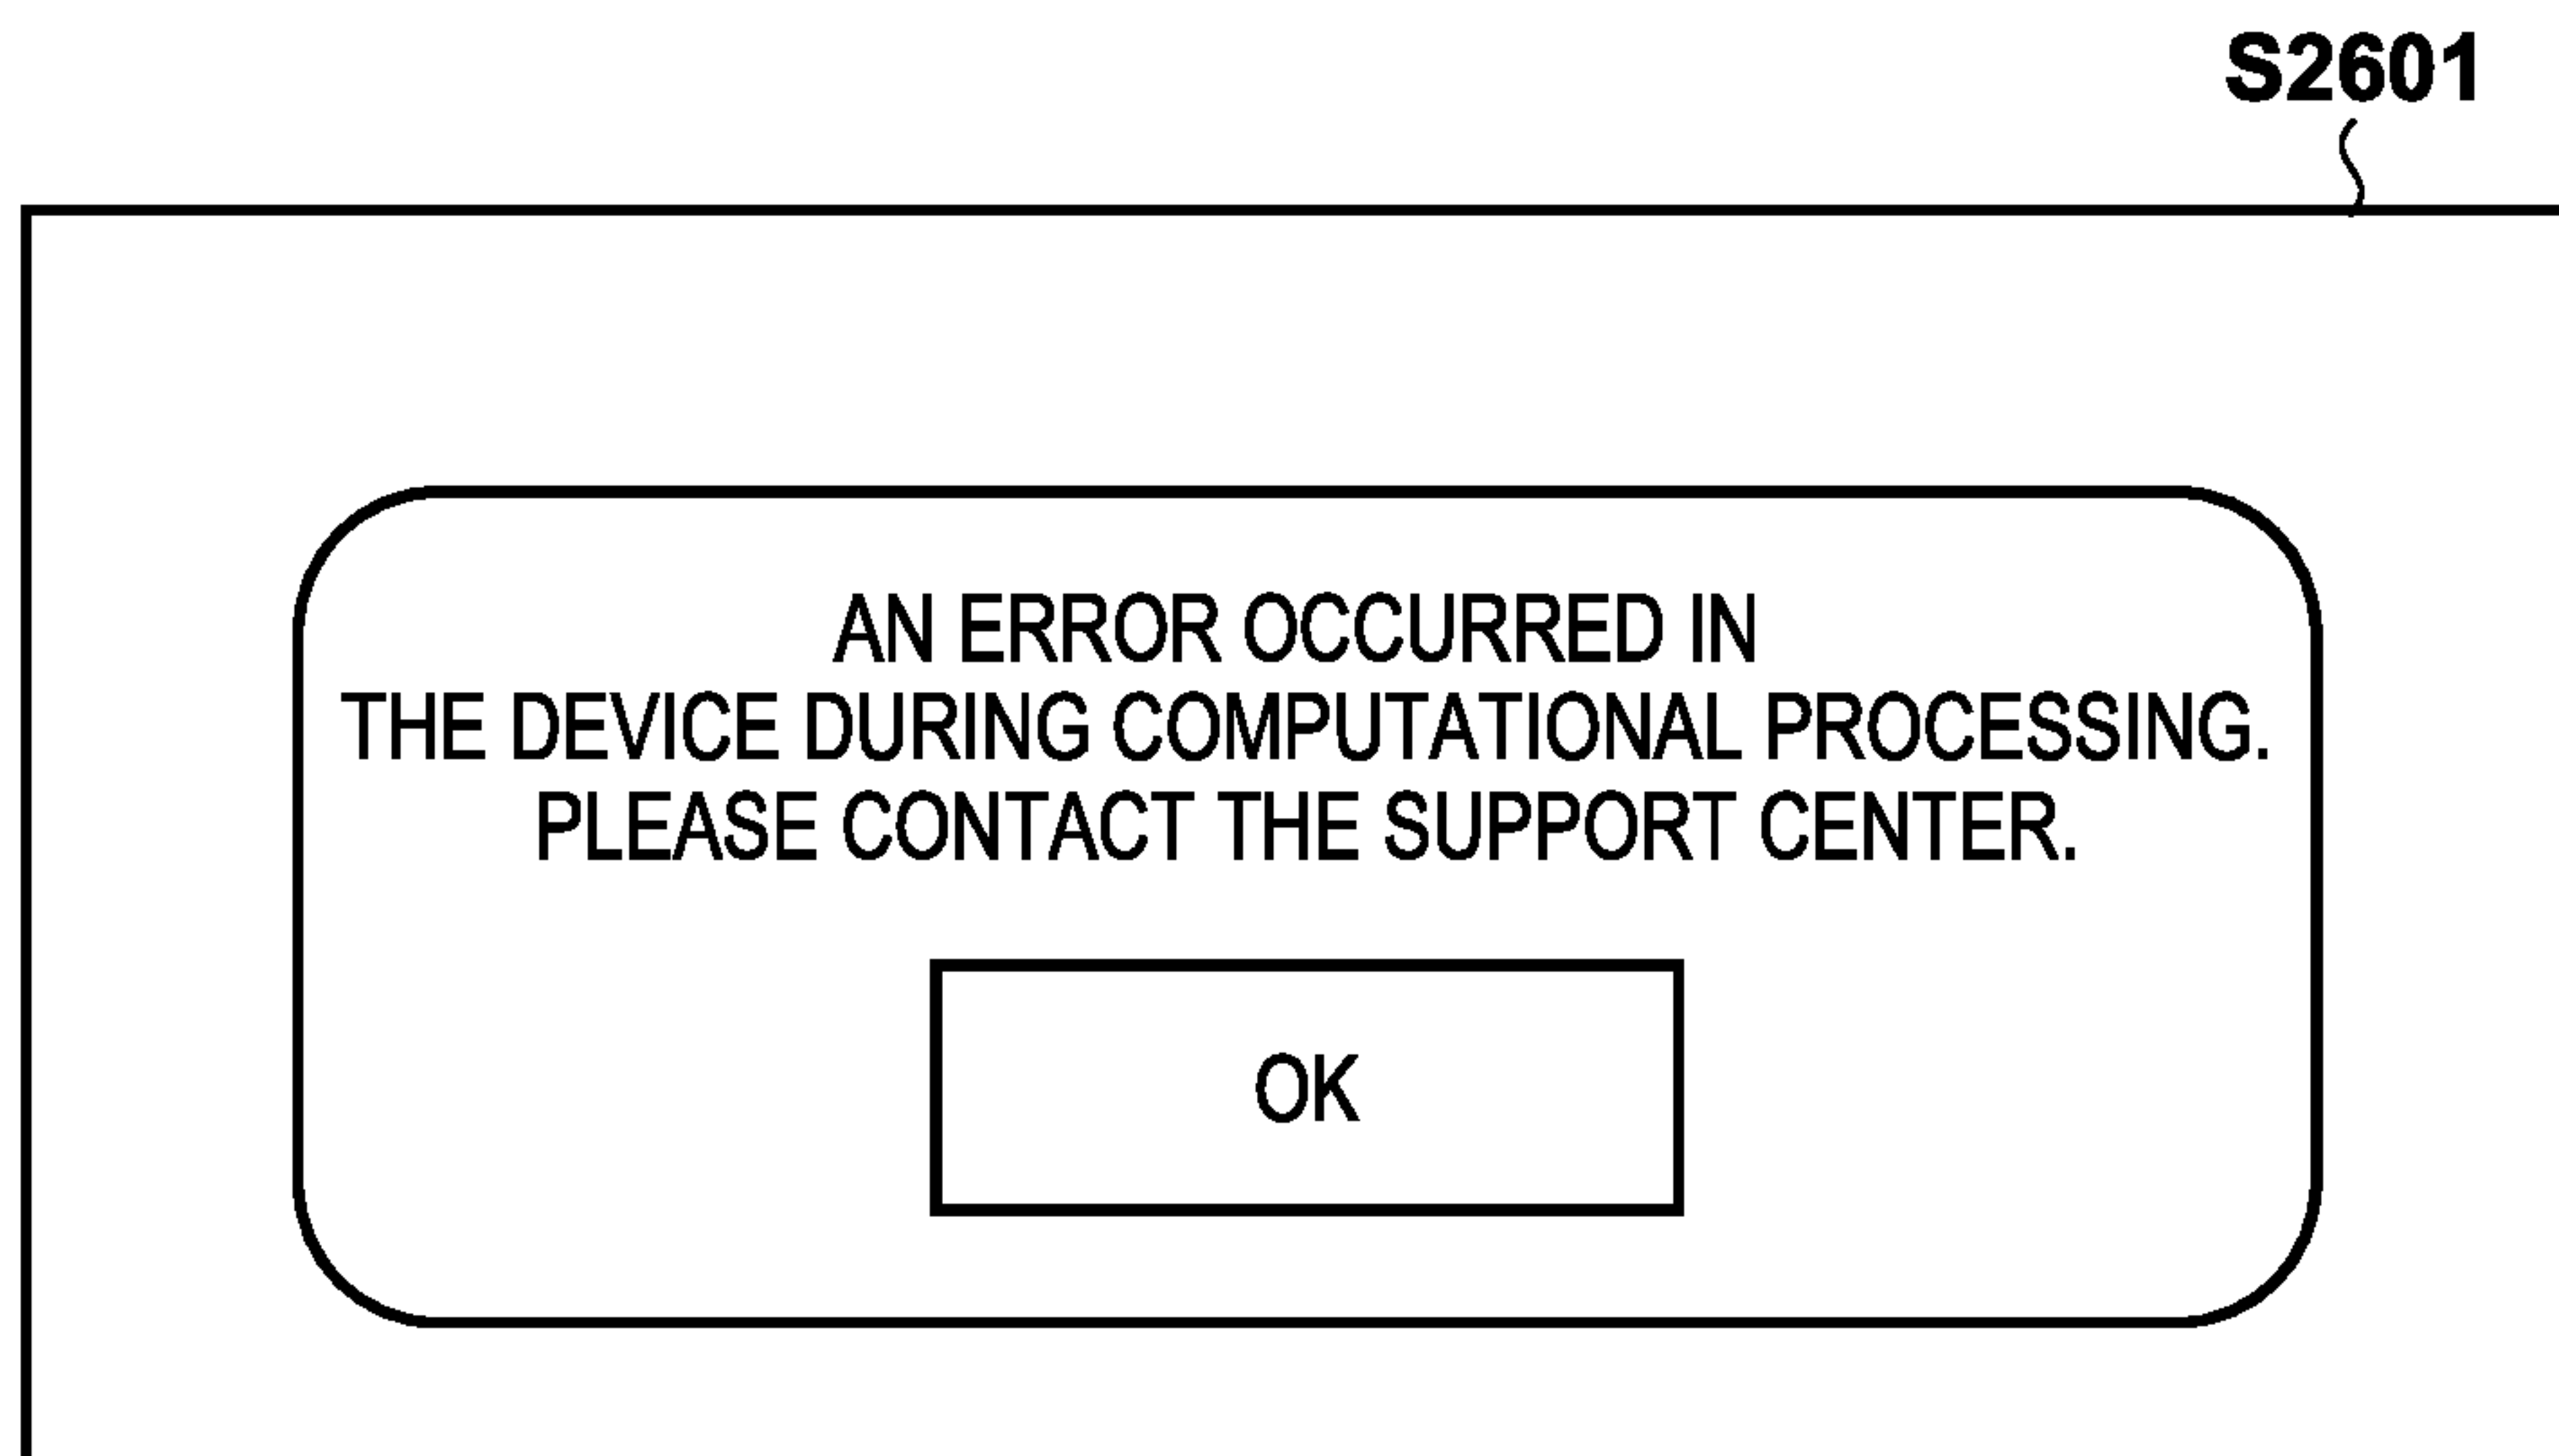 S2601
AN ERROR OCCURRED IN
THE DEVICE DURING COMPUTATIONAL PROCESSING.
PLEASE CONTACT THE SUPPORT CENTER.
OK